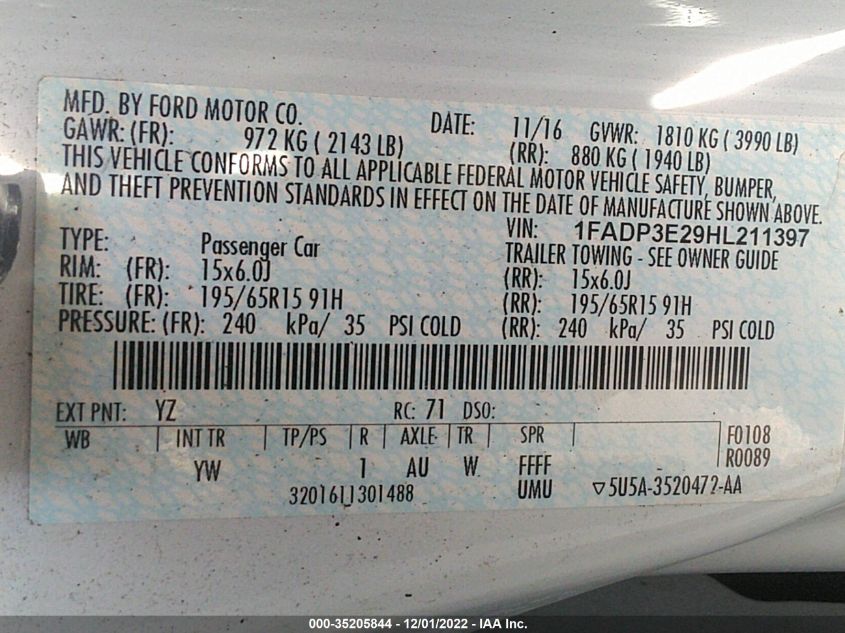 MFD. BY FORD MOTOR CO. DATE: 11/16 GVWR: 1810 KG ( 3990 LB)
GAWR: (FR): 972 KG ( 2143 LB) (RR): 880 KG ( 1940 LB)
THIS VEHICLE CONFORMS TO ALL APPLICABLE FEDERAL MOTOR VEHICLE SAFETY, BUMPER,
AND THEFT PREVENTION STANDARDS IN EFFECT ON THE DATE OF MANUFACTURE SHOWN ABOVE.
VIN: 1FADP3E29HL211397
TYPE: Passenger Car TRAILER TOWING - SEE OWNER GUIDE
RIM: (FR): 15x6.0J (RR): 15x6.0J
TIRE: (FR): 195/65R15 91H (RR): 195/65R15 91H
PRESSURE: (FR): 240 kPa/ 35 PSI COLD (RR): 240 kPa/ 35 PSI COLD
EXT PNT: YZ RC: 71 DSO:
WB INT TR TP/PS R AXLE TR SPR F0108
YW 1 AU W FFFF R0089
3201611301488 UMU ▽5U5A-3520472-AA
000-35205844 - 12/01/2022 - IAA Inc.